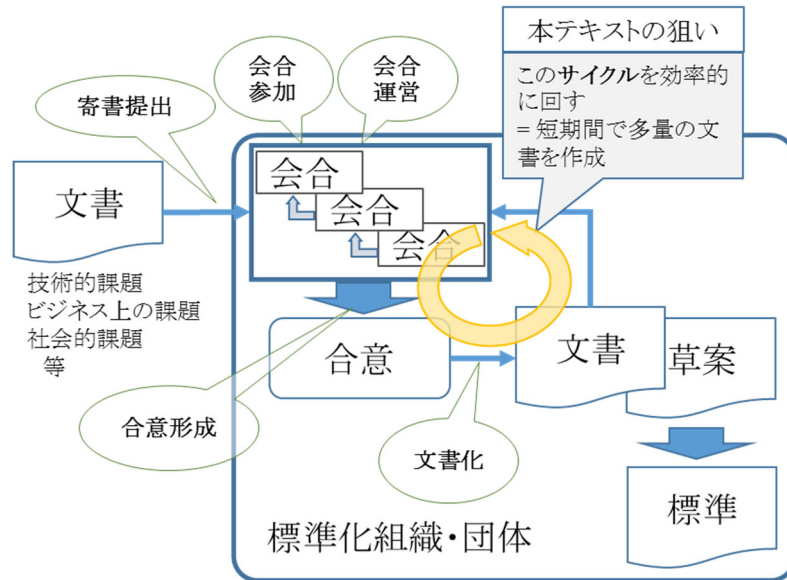 本テキストの狙い
このサイクルを効率的
に回す
= 短期間で多量の文
書を作成
会合
参加
会合
運営
寄書提出
会合
会合
会合
文書
技術的課題
ビジネス上の課題
社会的課題
等
合意
文書
草案
合意形成
文書化
標準
標準化組織・団体